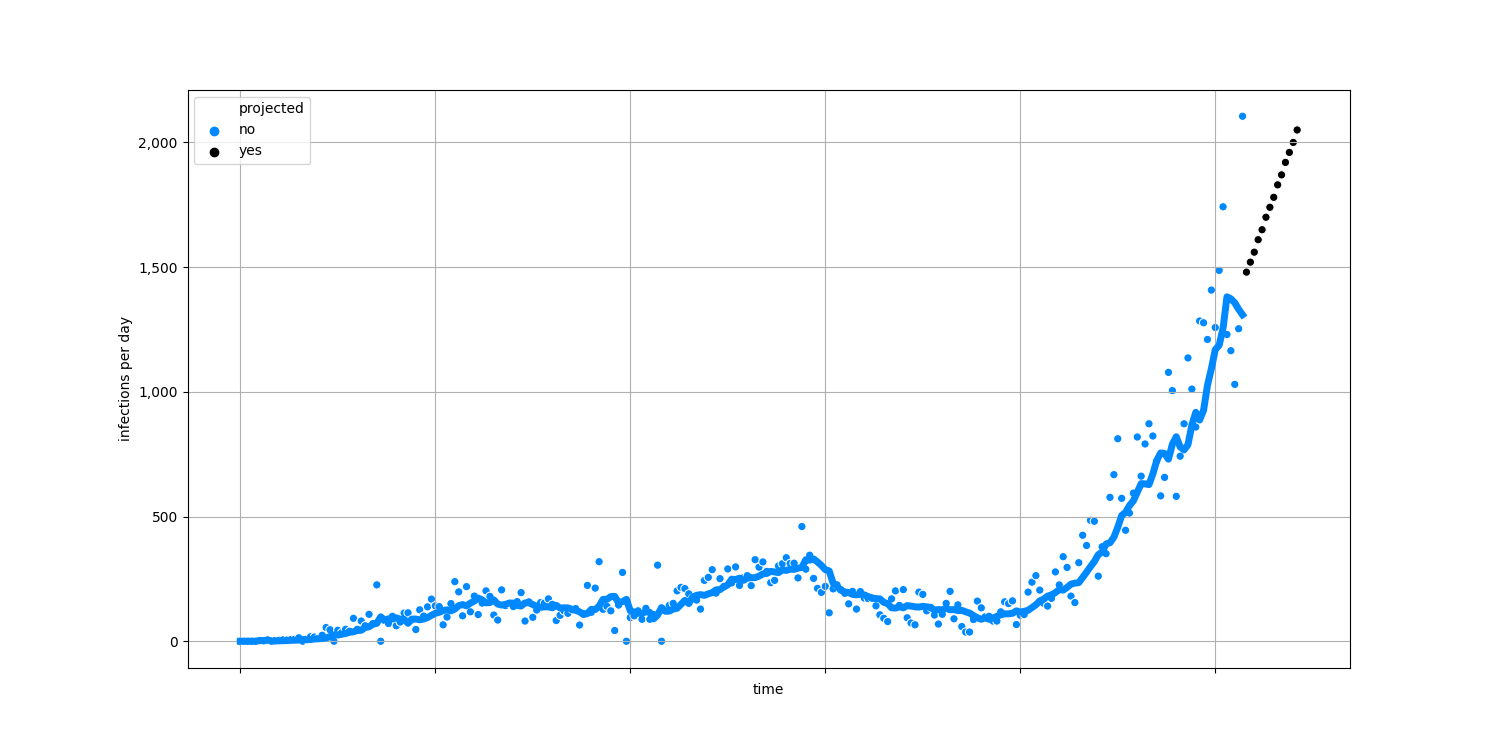 projected
no
yes
2,000
1,500
1,000
500
0
infections per day
time